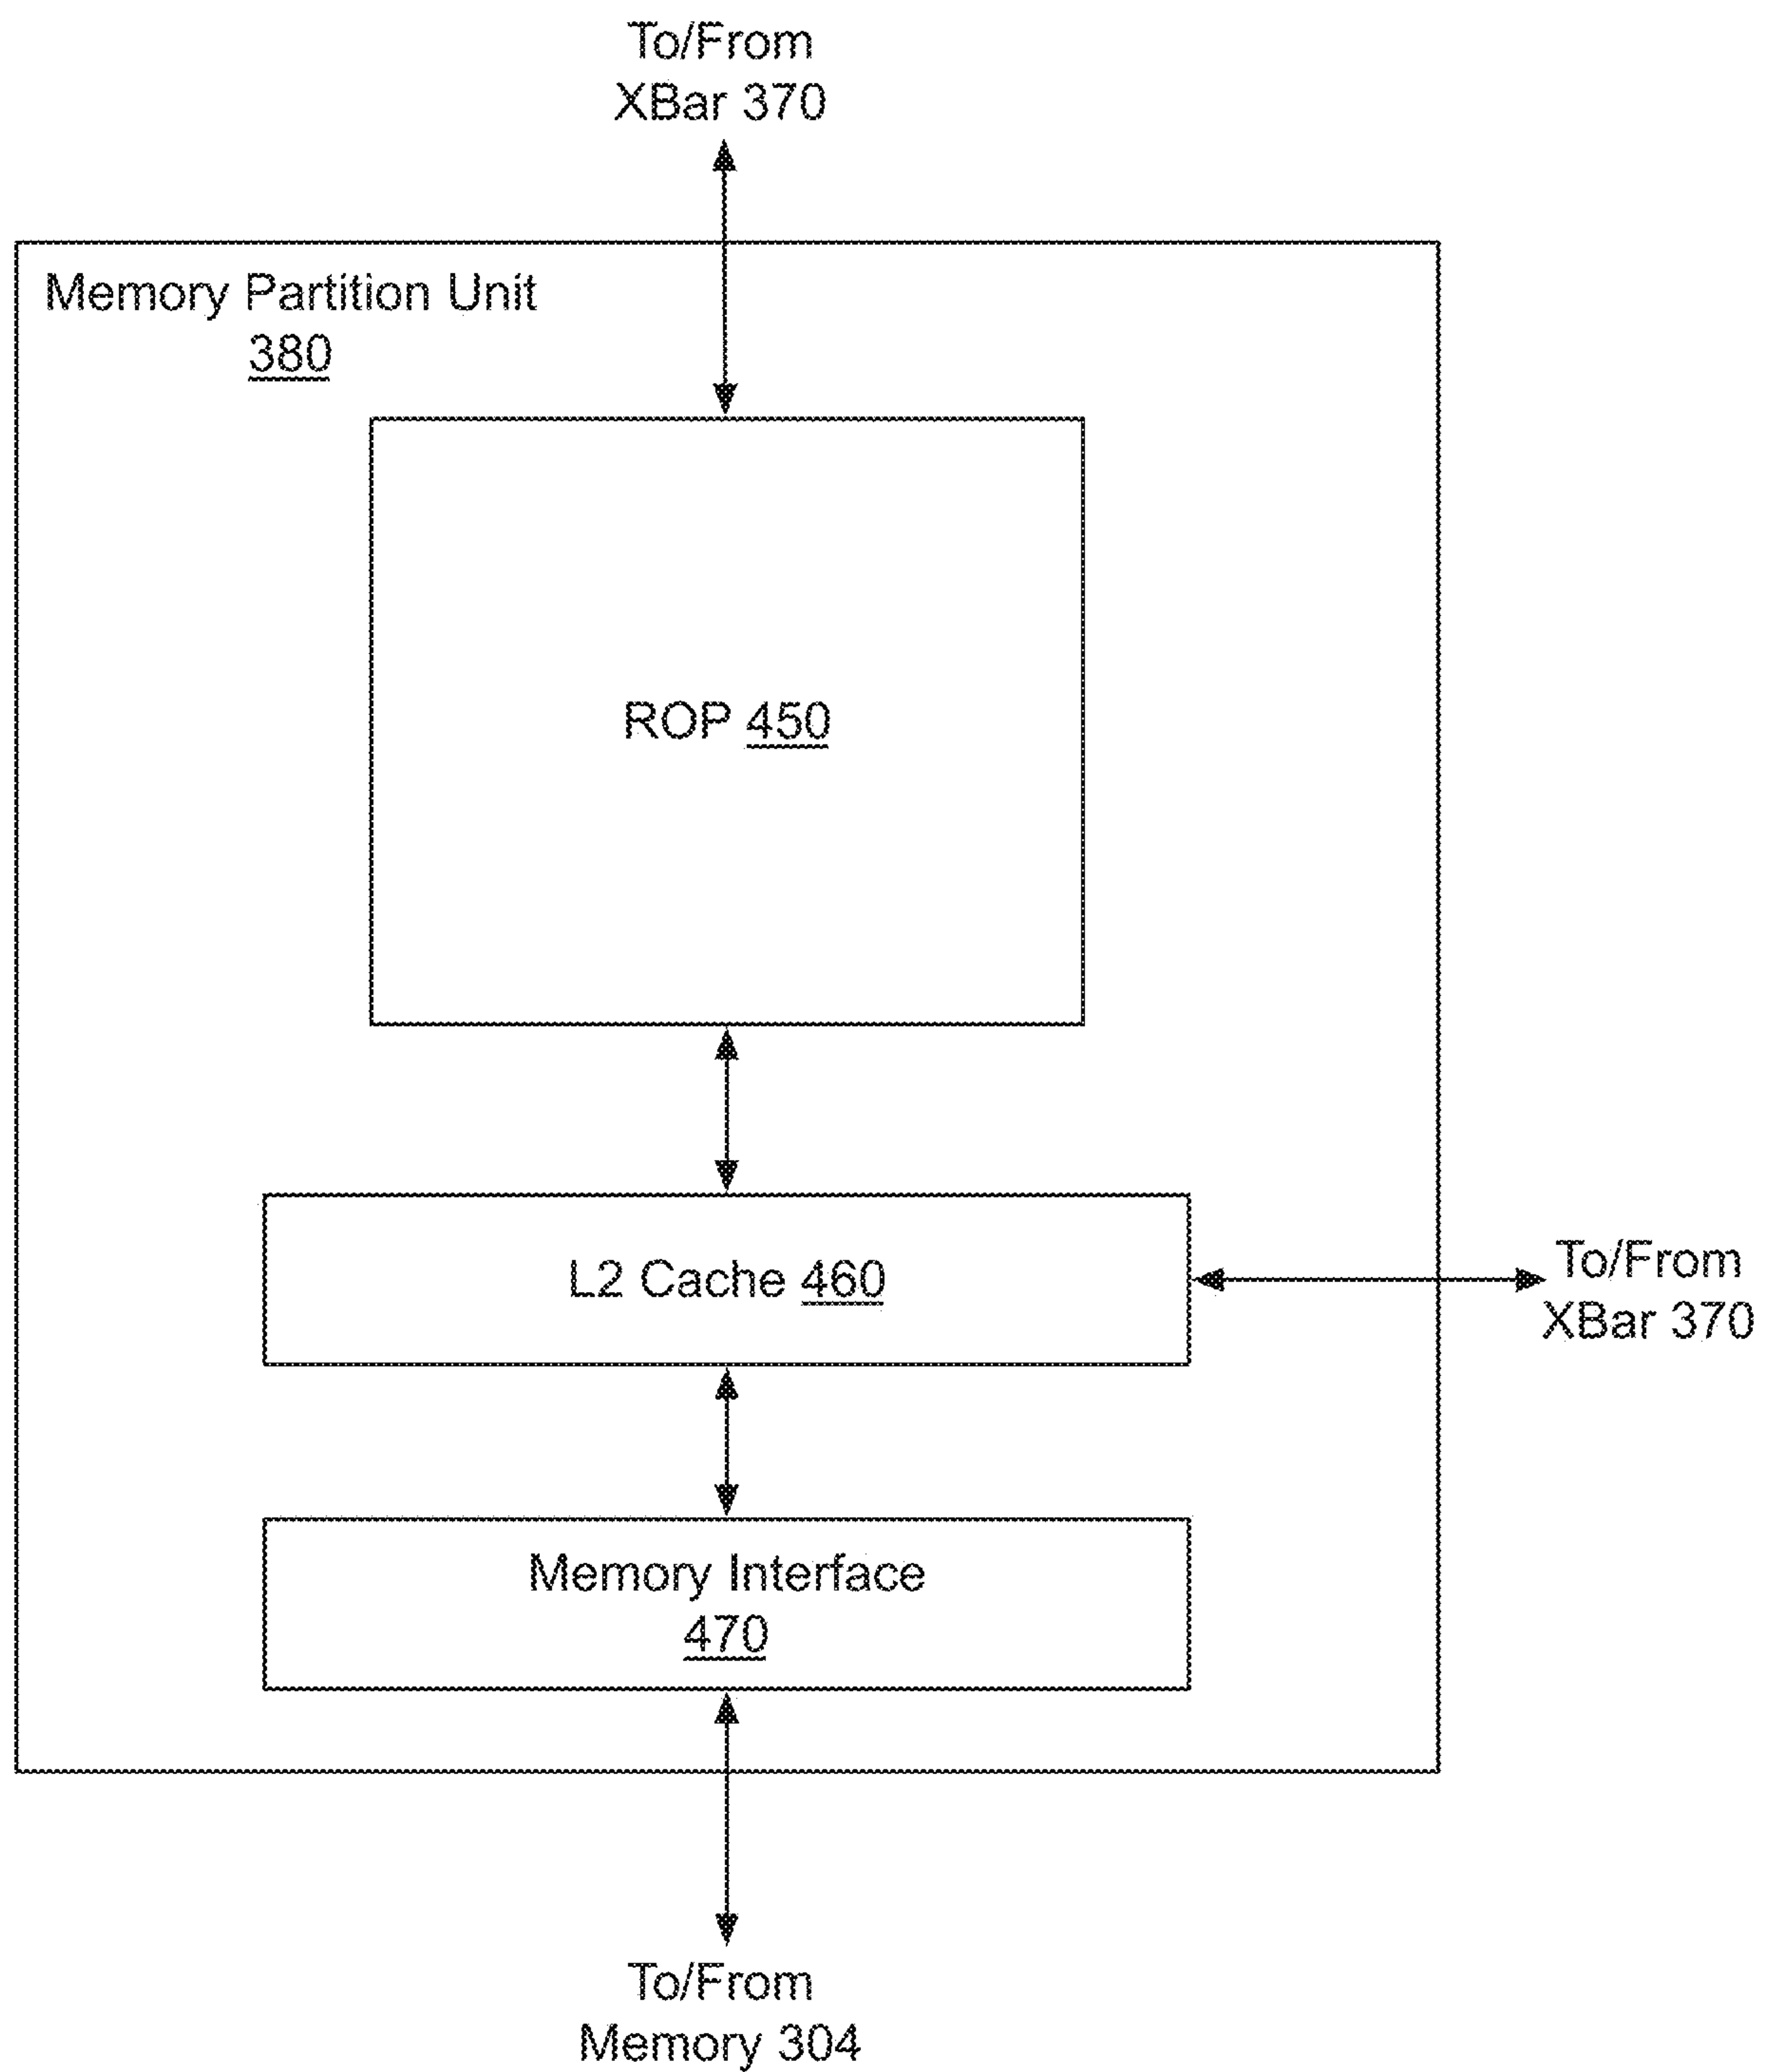 To/From
XBar 370
Memory Partition Unit
380
ROP 450
L2 Cache 460
To/From
XBar 370
Memory Interface
470
To/From
Memory 304